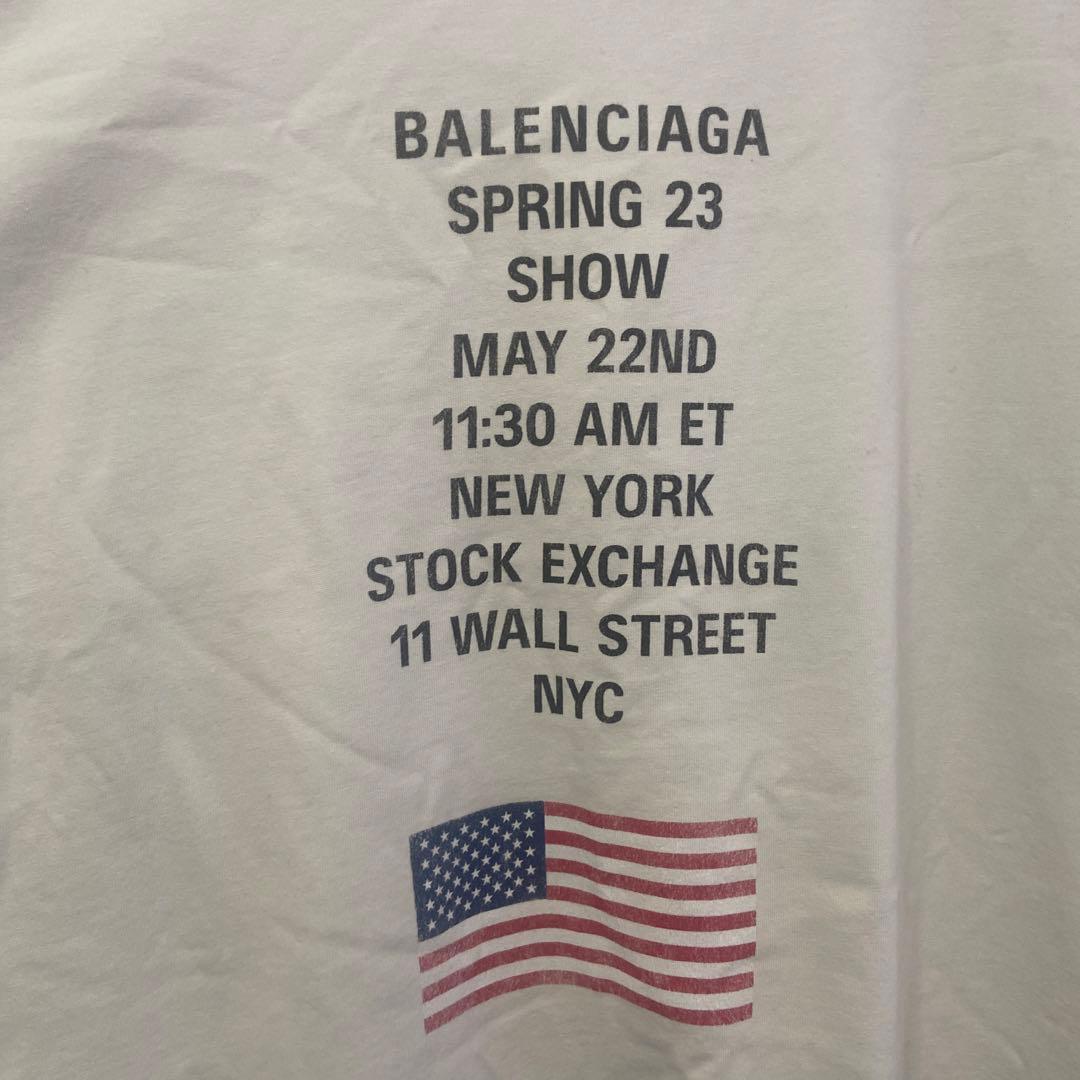 BALENCIAGA
SPRING 23
SHOW
MAY 22ND
11:30 AM ET
NEW YORK
STOCK EXCHANGE
11 WALL STREET
NYC